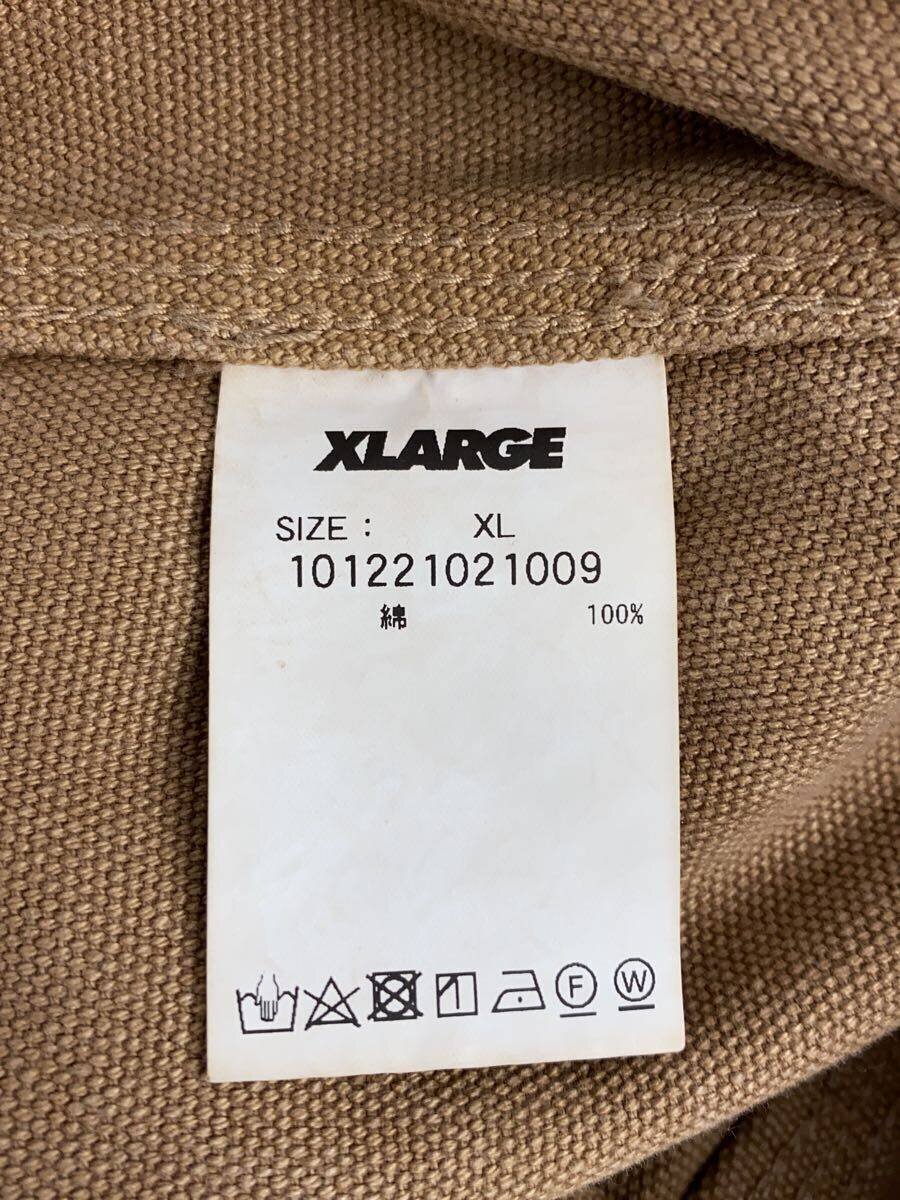 XLARGE
SIZE : XL
101221021009
綿 100%
F W